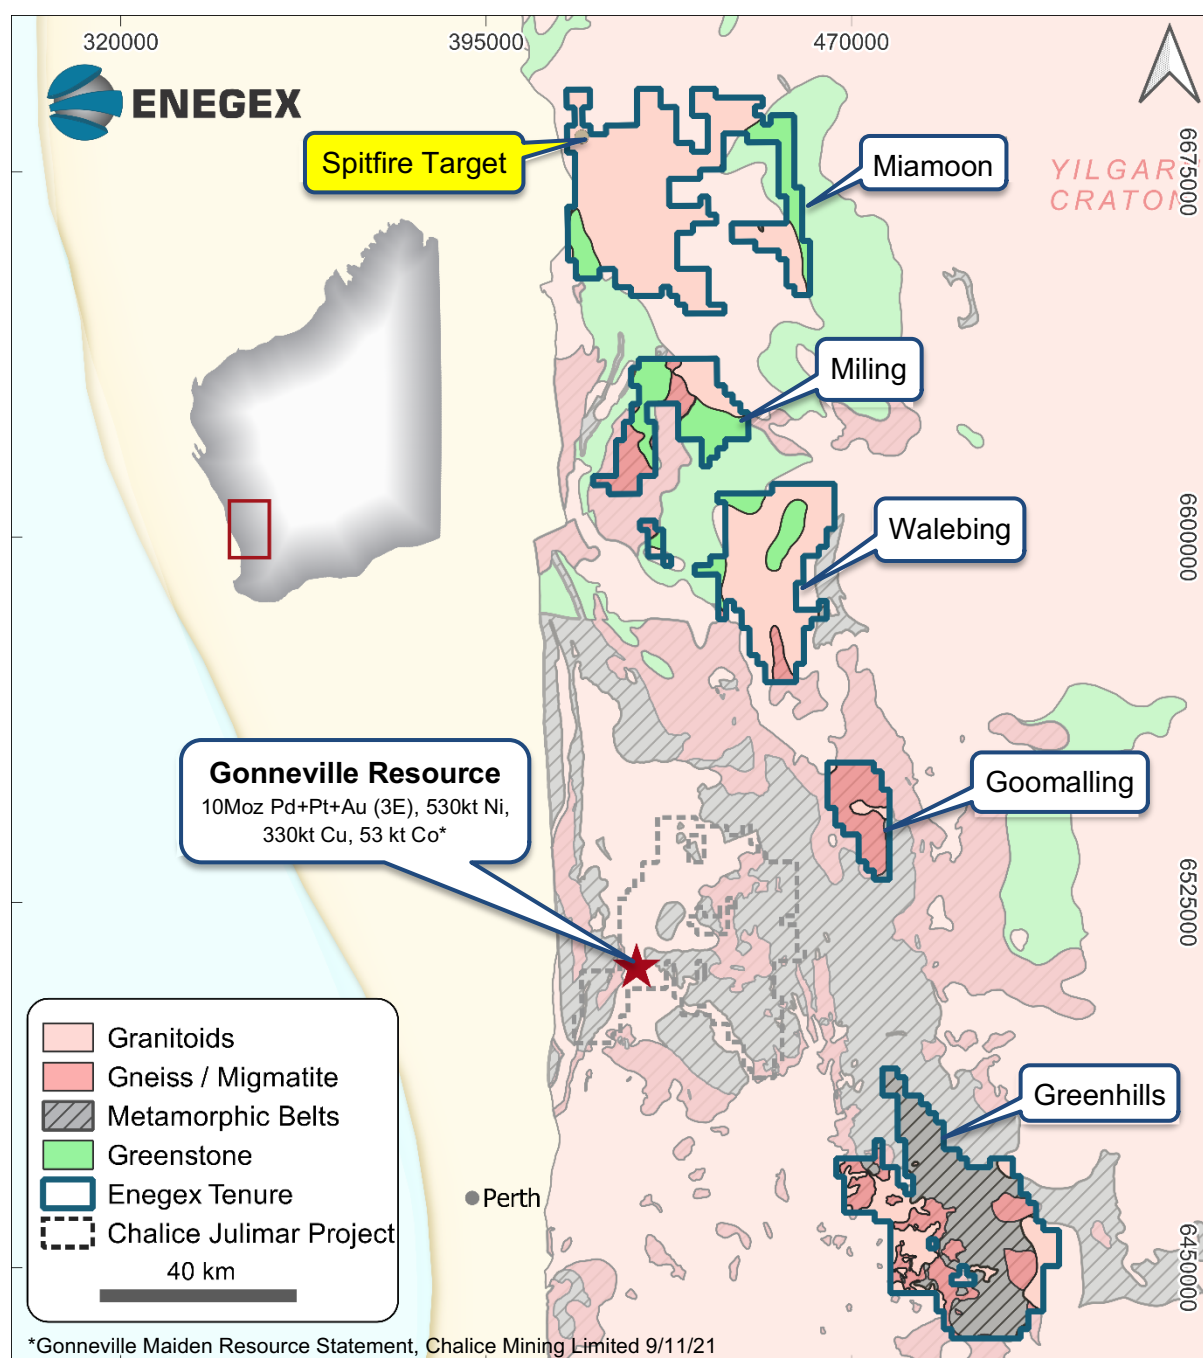 320000
395000
470000
ENEGEX
Spitfire Target
Miamoon
6675000
YILGAR
CRATON
Miling
Walebing
6600000
Gonneville Resource
10Moz Pd+Pt+Au (3E), 530kt Ni,
330kt Cu, 53 kt Co*
Goomalling
6525000
Granitoids
Gneiss / Migmatite
Metamorphic Belts
Greenstone
Enegex Tenure
Chalice Julimar Project
40 km
Greenhills
Perth
6450000
*Gonneville Maiden Resource Statement, Chalice Mining Limited 9/11/21